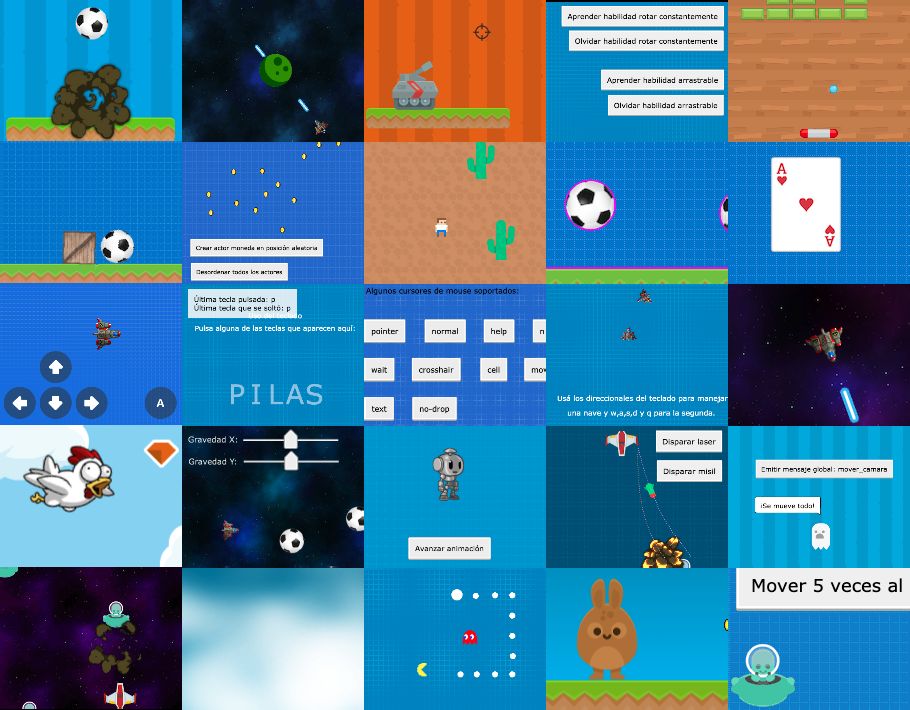 Aprender habilidad rotar constantemente
Olvidar habilidad rotar constantemente
Aprender habilidad arrastrable
Olvidar habilidad arrastrable
Crear actor moneda en posición aleatoria
Desordenar todos los actores
A
A
A
Última tecla pulsada: p
Última tecla que se soltó: p
Pulsa alguna de las teclas que aparecen aquí:
PILAS
Algunos cursores de mouse soportados:
pointer
normal
help
n
wait
crosshair
cell
mov
text
no-drop
Usá los direccionales del teclado para manejar
una nave y w,a,s,d y q para la segunda.
Gravedad X:
Gravedad Y:
Avanzar animación
Disparar laser
Disparar misil
Emitir mensaje global: mover_camara
¡Se mueve todo!
Mover 5 veces al